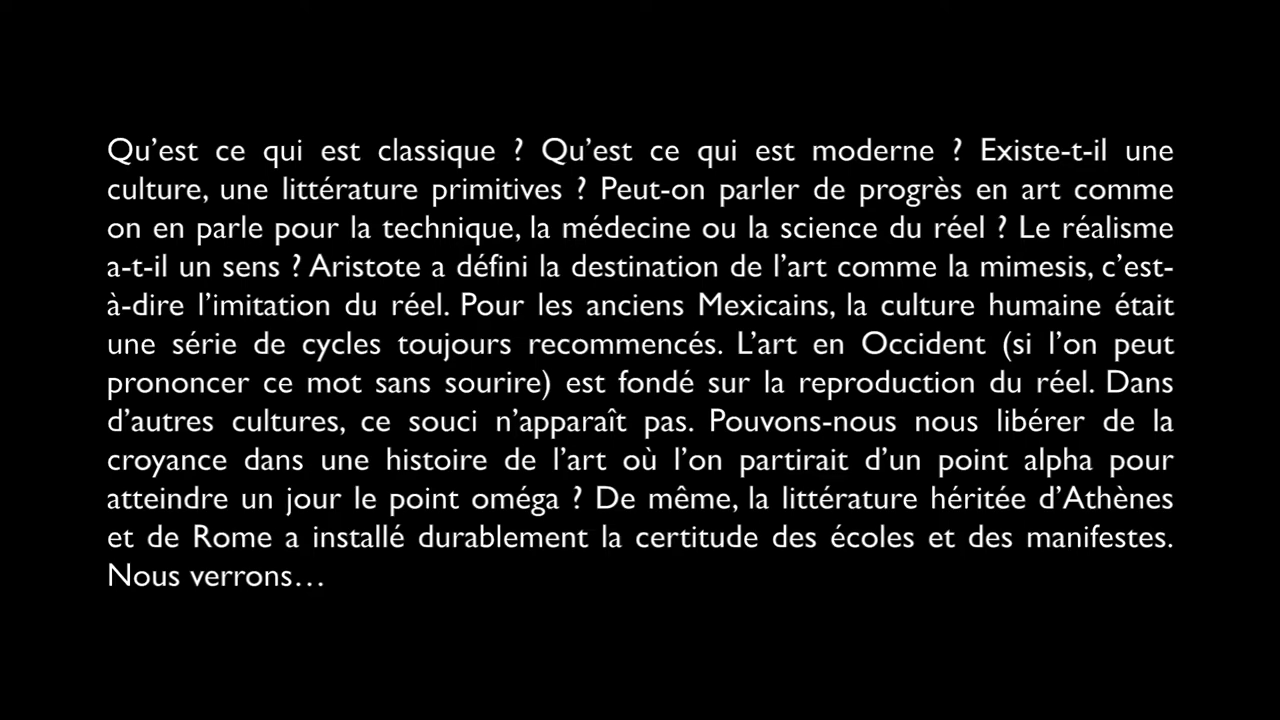 Qu’est ce qui est classique ? Qu’est ce qui est moderne ? Existe-t-il une
culture, une littérature primitives ? Peut-on parler de progrès en art comme
on en parle pour la technique, la médecine ou la science du réel ? Le réalisme
a-t-il un sens ? Aristote a défini la destination de l’art comme la mimesis, c’est-
à-dire l’imitation du réel. Pour les anciens Mexicains, la culture humaine était
une série de cycles toujours recommencés. L’art en Occident (si l’on peut
prononcer ce mot sans sourire) est fondé sur la reproduction du réel. Dans
d’autres cultures, ce souci n’apparaît pas. Pouvons-nous nous libérer de la
croyance dans une histoire de l’art où l’on partirait d’un point alpha pour
atteindre un jour le point oméga ? De même, la littérature héritée d’Athènes
et de Rome a installé durablement la certitude des écoles et des manifestes.
Nous verrons…